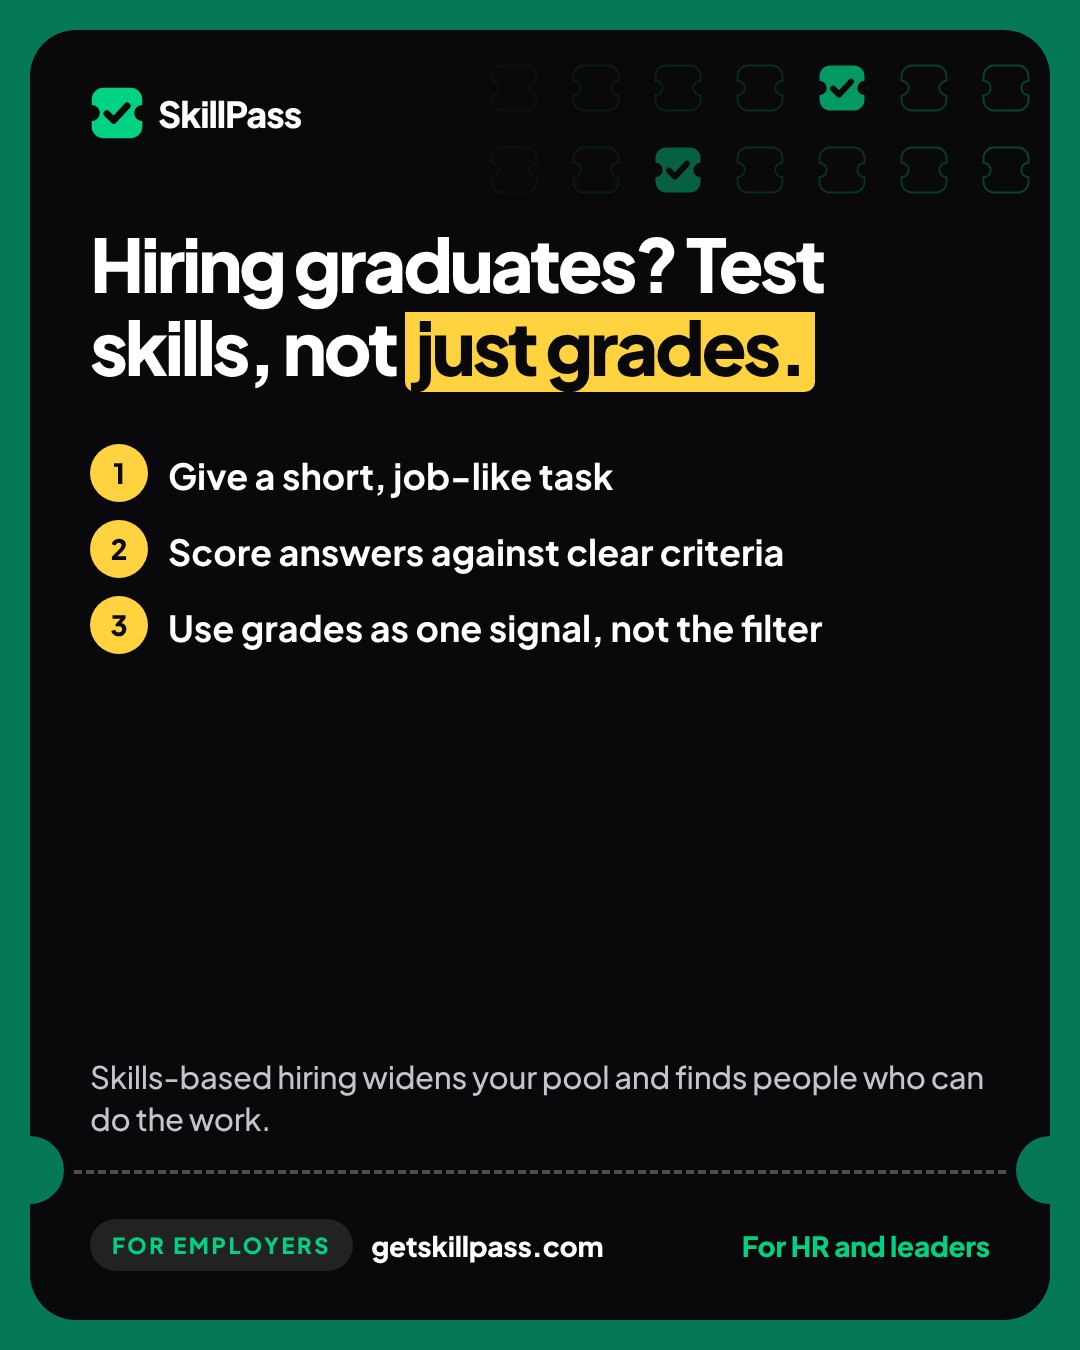 SkillPass
Hiring graduates? Test
skills, not just grades.
1 Give a short, job-like task
2 Score answers against clear criteria
3 Use grades as one signal, not the filter
Skills-based hiring widens your pool and finds people who can
do the work.
FOR EMPLOYERS getskillpass.com For HR and leaders